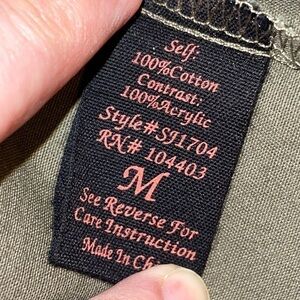 Self:
100%Cotton
Contrast:
100%Acrylic
Style#SJ1704
RN# 104403
M
See Reverse For
Care Instruction
Made In Chi